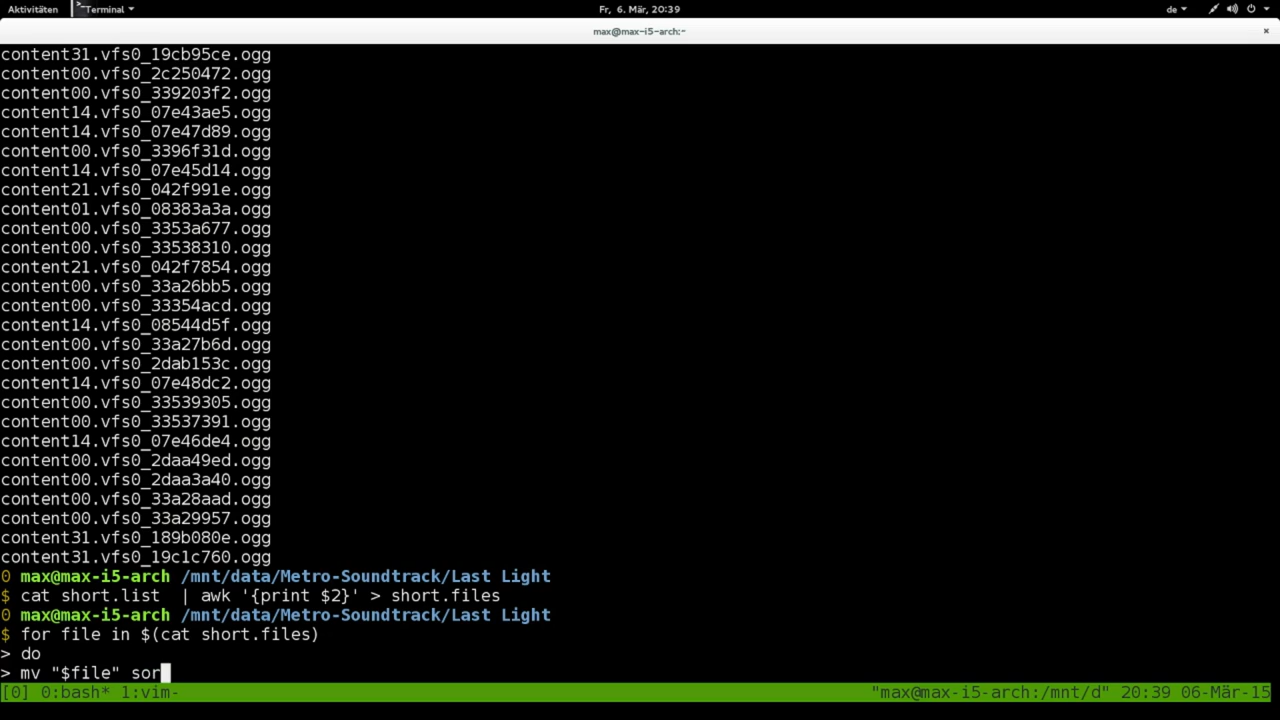 Aktivitäten Terminal Fr, 6. Mär, 20:39 de
max@max-i5-arch:~
content31.vfs0_19cb95ce.ogg
content00.vfs0_2c250472.ogg
content00.vfs0_339203f2.ogg
content14.vfs0_07e43ae5.ogg
content14.vfs0_07e47d89.ogg
content00.vfs0_3396f31d.ogg
content14.vfs0_07e45d14.ogg
content21.vfs0_042f991e.ogg
content01.vfs0_08383a3a.ogg
content00.vfs0_3353a677.ogg
content00.vfs0_33538310.ogg
content21.vfs0_042f7854.ogg
content00.vfs0_33a26bb5.ogg
content00.vfs0_33354acd.ogg
content14.vfs0_08544d5f.ogg
content00.vfs0_33a27b6d.ogg
content00.vfs0_2dab153c.ogg
content14.vfs0_07e48dc2.ogg
content00.vfs0_33539305.ogg
content00.vfs0_33537391.ogg
content14.vfs0_07e46de4.ogg
content00.vfs0_2daa49ed.ogg
content00.vfs0_2daa3a40.ogg
content00.vfs0_33a28aad.ogg
content00.vfs0_33a29957.ogg
content31.vfs0_189b080e.ogg
content31.vfs0_19c1c760.ogg
0 max@max-i5-arch /mnt/data/Metro-Soundtrack/Last Light
$ cat short.list  | awk '{print $2}' > short.files
0 max@max-i5-arch /mnt/data/Metro-Soundtrack/Last Light
$ for file in $(cat short.files)
> do
> mv "$file" sor
[0] 0:bash* 1:vim- "max@max-i5-arch:/mnt/d" 20:39 06-Mär-15